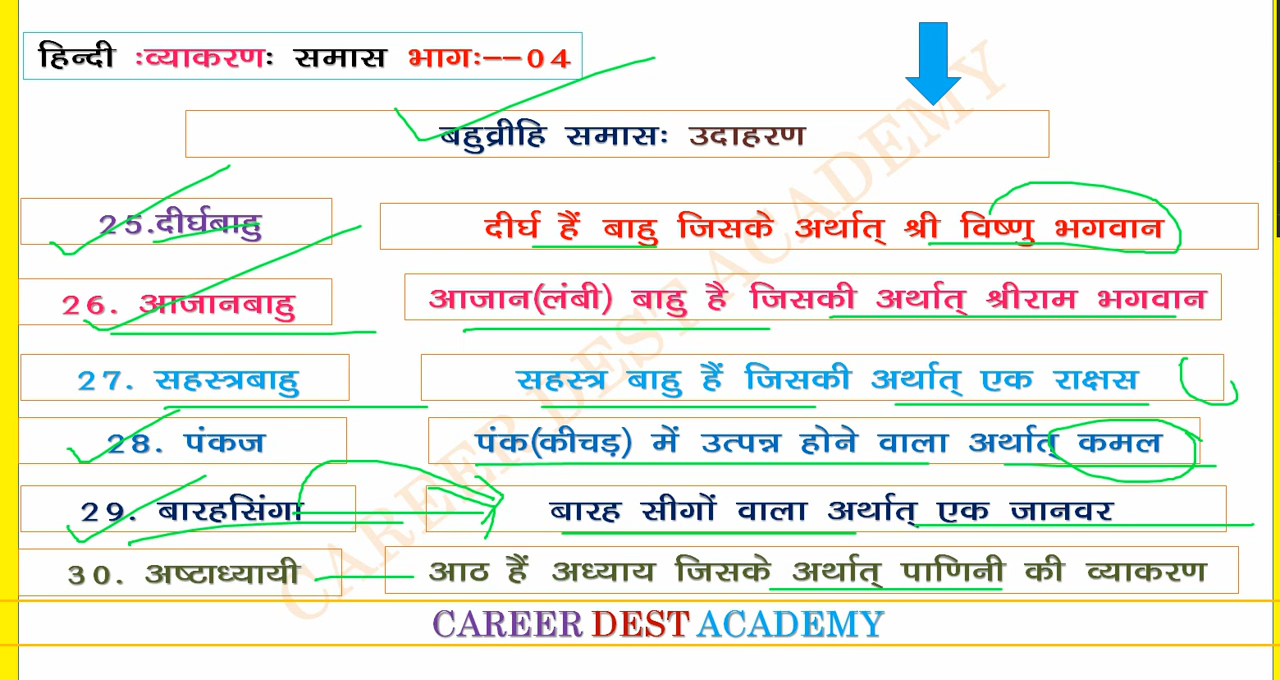 हिन्दी :व्याकरण: समास भाग:--04
बहुव्रीहि समास: उदाहरण
25.दीर्घबाहु दीर्घ हैं बाहु जिसके अर्थात् श्री विष्णु भगवान
26. आजानबाहु आजान(लंबी) बाहु है जिसकी अर्थात् श्रीराम भगवान
27. सहस्त्रबाहु सहस्त्र बाहु हैं जिसकी अर्थात् एक राक्षस
28. पंकज पंक(कीचड़) में उत्पन्न होने वाला अर्थात् कमल
29. बारहसिंगा बारह सीगों वाला अर्थात् एक जानवर
30. अष्टाध्यायी आठ हैं अध्याय जिसके अर्थात् पाणिनी की व्याकरण
CAREER DEST ACADEMY
CAREER DEST ACADEMY